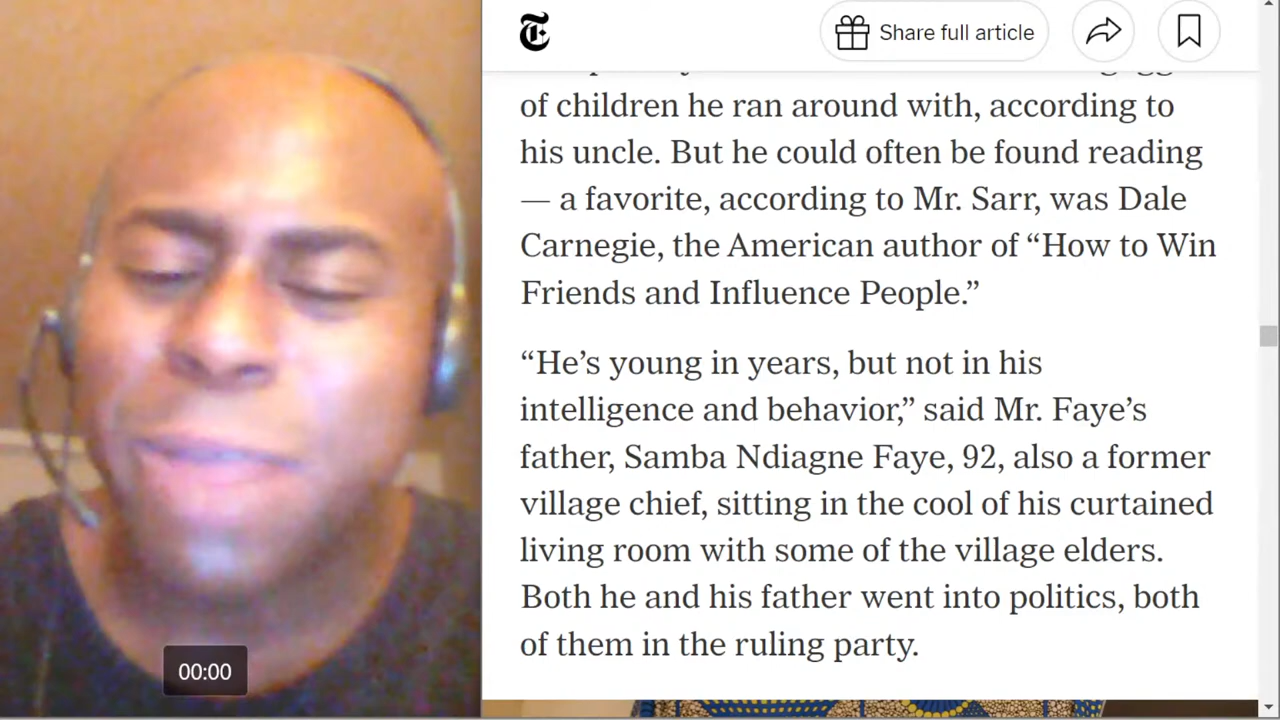 Share full article
of children he ran around with, according to
his uncle. But he could often be found reading
— a favorite, according to Mr. Sarr, was Dale
Carnegie, the American author of “How to Win
Friends and Influence People.”
“He’s young in years, but not in his
intelligence and behavior,” said Mr. Faye’s
father, Samba Ndiagne Faye, 92, also a former
village chief, sitting in the cool of his curtained
living room with some of the village elders.
Both he and his father went into politics, both
of them in the ruling party.
00:00